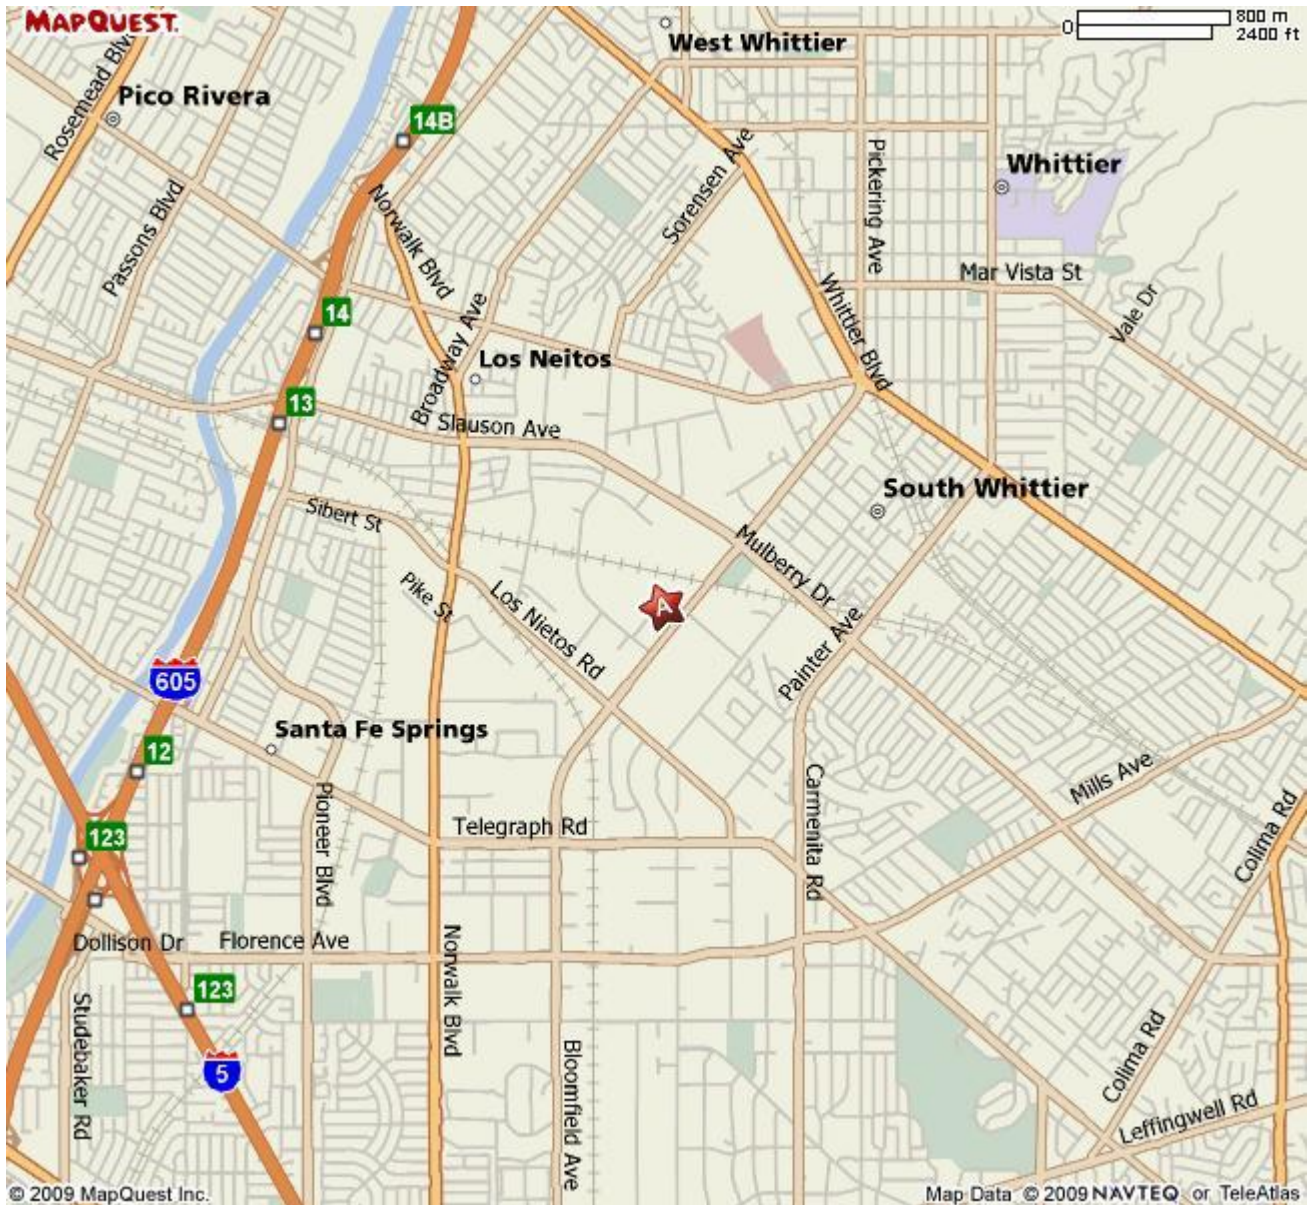 MAPQUEST.
0
800 m
2400 ft
West Whittier
Rosemead Blvd
Pico Rivera
14B
Sorensen Ave
Pickering Ave
Whittier
Passons Blvd
Norwalk Blvd
Mar Vista St
Whittier Blvd
Vale Dr
14
Broadway Ave
Los Neitos
13
Slauson Ave
South Whittier
Sibert St
Mulberry Dr
Pike St
Los Nietos Rd
A
Painter Ave
605
Santa Fe Springs
12
Pioneer Blvd
Carmenita Rd
Mills Ave
Colima Rd
123
Telegraph Rd
Dollison Dr
Florence Ave
Norwalk Blvd
123
Studebaker Rd
Bloomfield Ave
Colima Rd
5
Leffingwell Rd
© 2009 MapQuest Inc.
Map Data © 2009 NAVTEQ or TeleAtlas